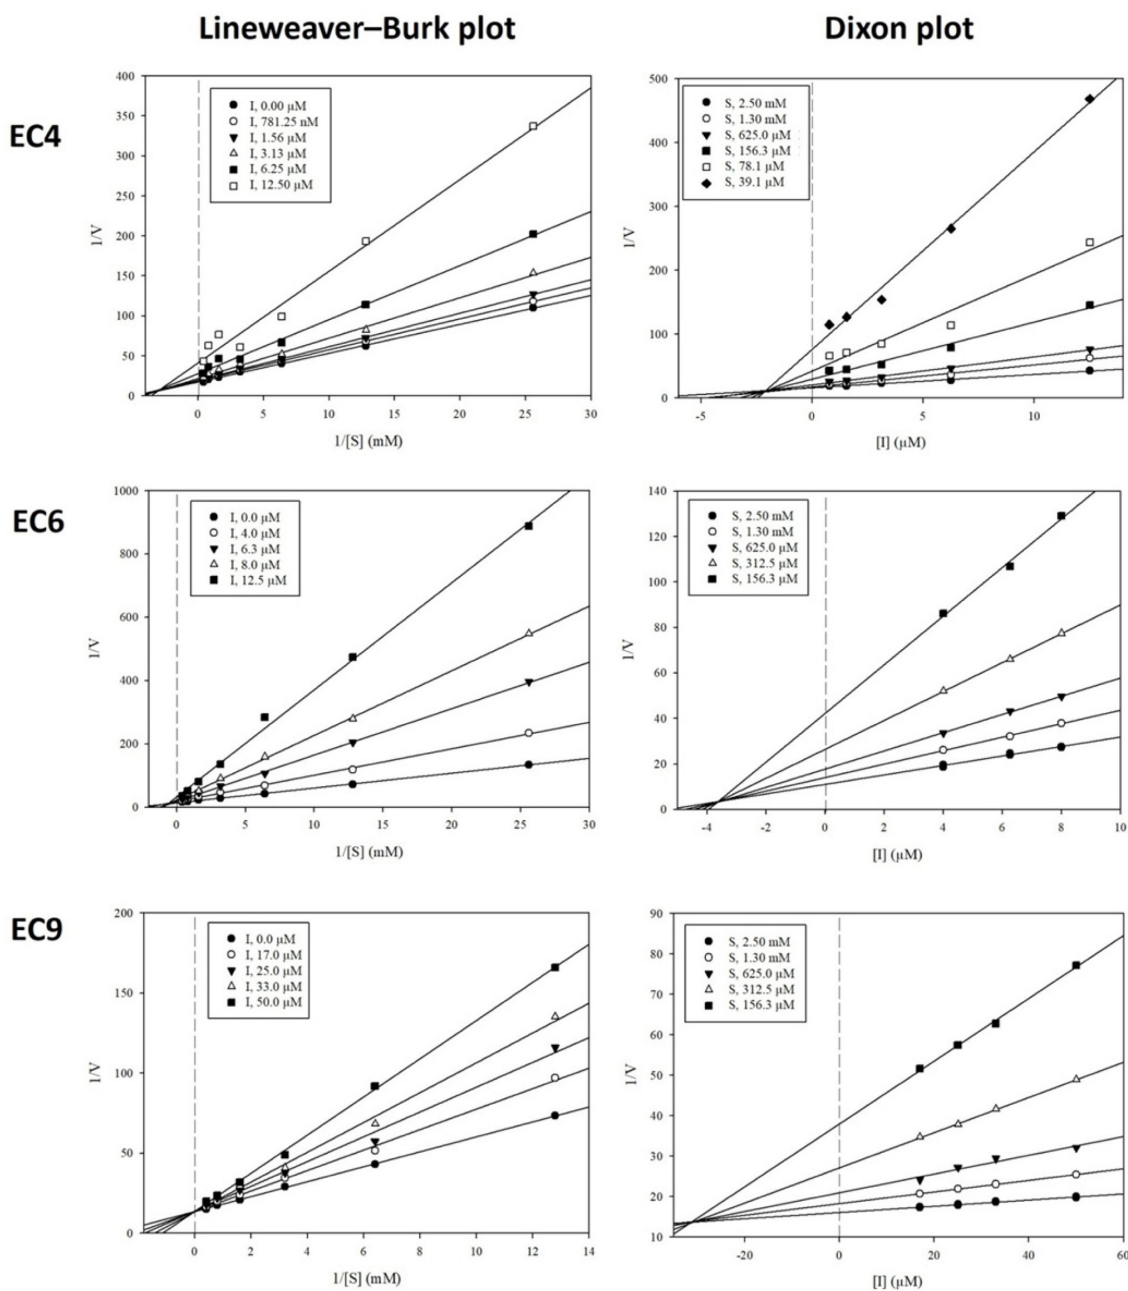 Lineweaver–Burk plot
Dixon plot
EC4
400
350
300
250
200
150
100
50
0
1/V
I, 0.00 µM
I, 781.25 nM
I, 1.56 µM
I, 3.13 µM
I, 6.25 µM
I, 12.50 µM
0 5 10 15 20 25 30
1/[S] (mM)
500
400
300
200
100
0
1/V
S, 2.50 mM
S, 1.30 mM
S, 625.0 µM
S, 156.3 µM
S, 78.1 µM
S, 39.1 µM
-5 0 5 10
[I] (µM)
EC6
1000
800
600
400
200
0
1/V
I, 0.0 µM
I, 4.0 µM
I, 6.3 µM
I, 8.0 µM
I, 12.5 µM
0 5 10 15 20 25 30
1/[S] (mM)
140
120
100
80
60
40
20
0
1/V
S, 2.50 mM
S, 1.30 mM
S, 625.0 µM
S, 312.5 µM
S, 156.3 µM
-4 -2 0 2 4 6 8 10
[I] (µM)
EC9
200
150
100
50
0
1/V
I, 0.0 µM
I, 17.0 µM
I, 25.0 µM
I, 33.0 µM
I, 50.0 µM
0 2 4 6 8 10 12 14
1/[S] (mM)
90
80
70
60
50
40
30
20
10
1/V
S, 2.50 mM
S, 1.30 mM
S, 625.0 µM
S, 312.5 µM
S, 156.3 µM
-20 0 20 40 60
[I] (µM)